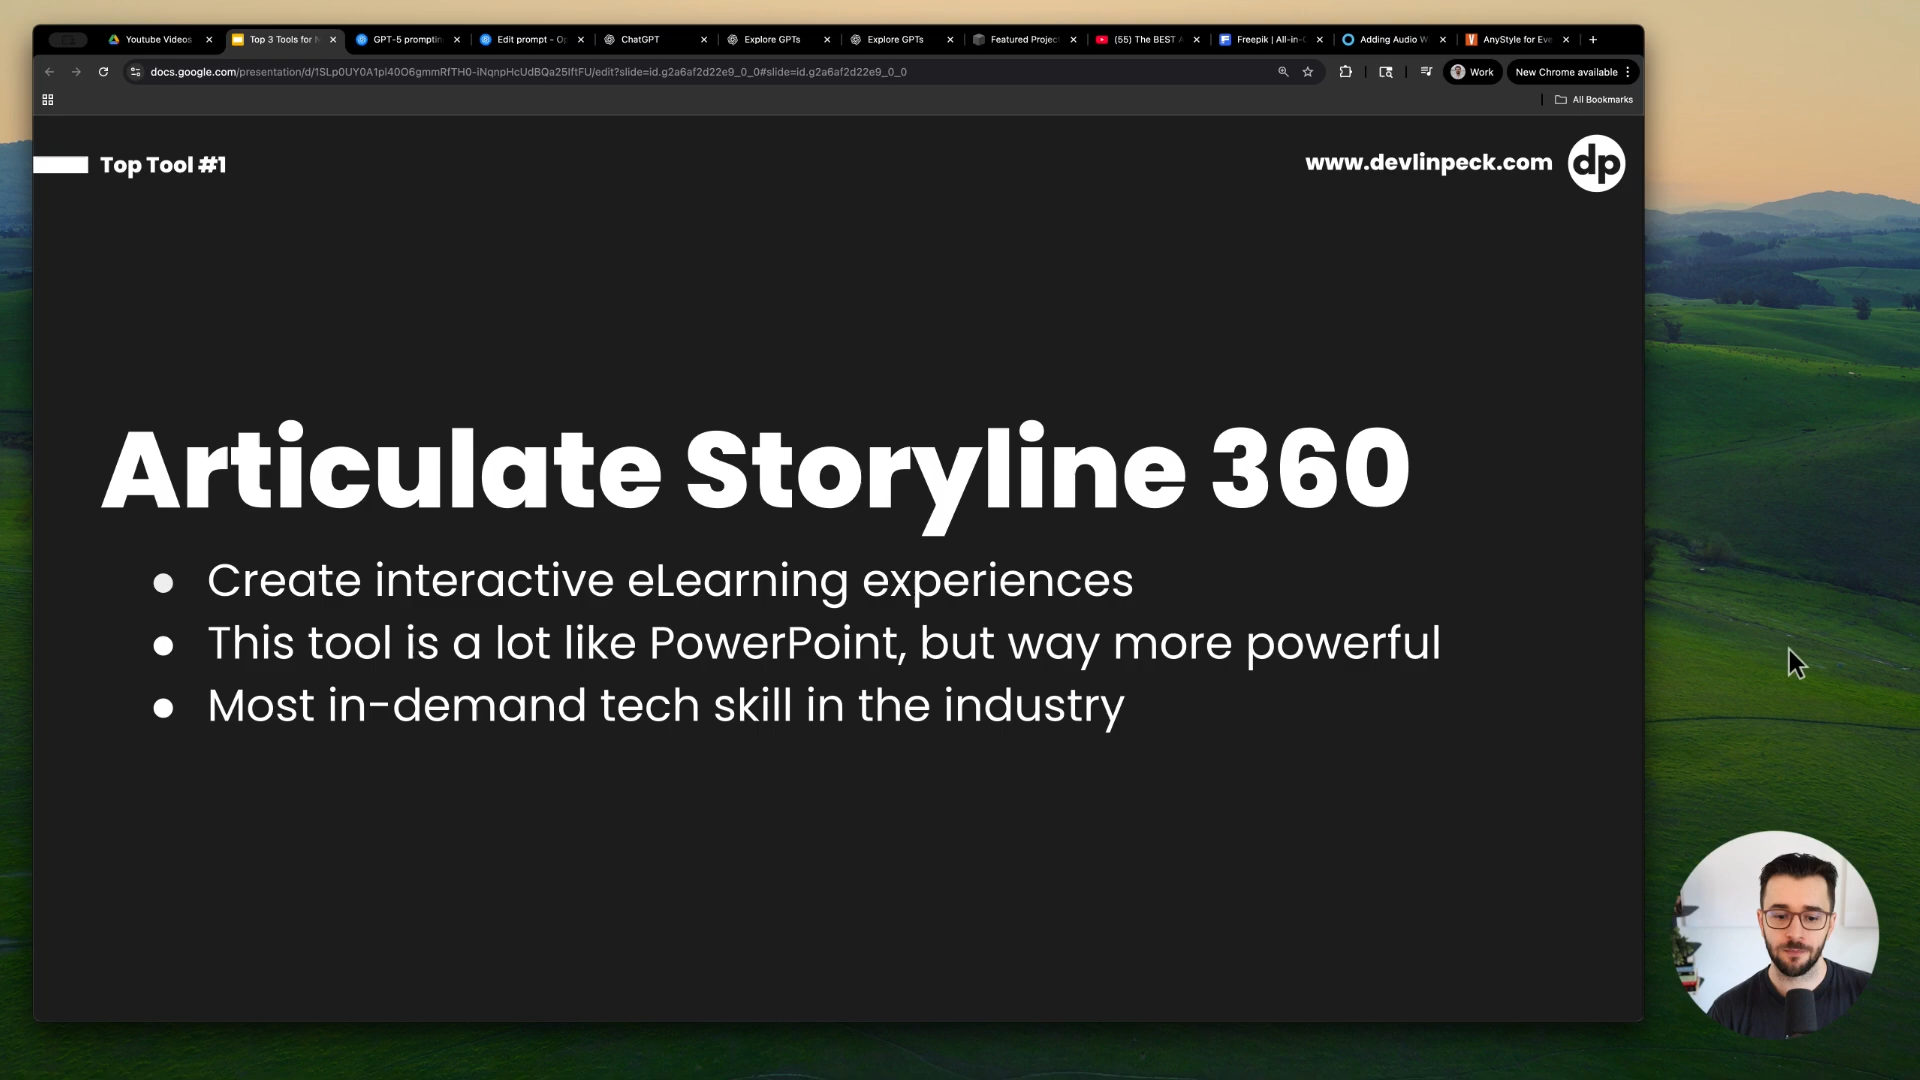 Youtube Videos
Top 3 Tools for
GPT-5 promptin
Edit prompt - Op
ChatGPT
Explore GPTs
Explore GPTs
Featured Projec
(55) The BEST A
Freepik | All-in-
Adding Audio W
AnyStyle for Eve
docs.google.com/presentation/d/1SLp0UY0A1pl40O6gmmRfTH0-iNqnpHcUdBQa25IftFU/edit?slide=id.g2a6af2d22e9_0_0#slide=id.g2a6af2d22e9_0_0
Work
New Chrome available
All Bookmarks
Top Tool #1
www.devlinpeck.com
dp
Articulate Storyline 360
● Create interactive eLearning experiences
● This tool is a lot like PowerPoint, but way more powerful
● Most in-demand tech skill in the industry